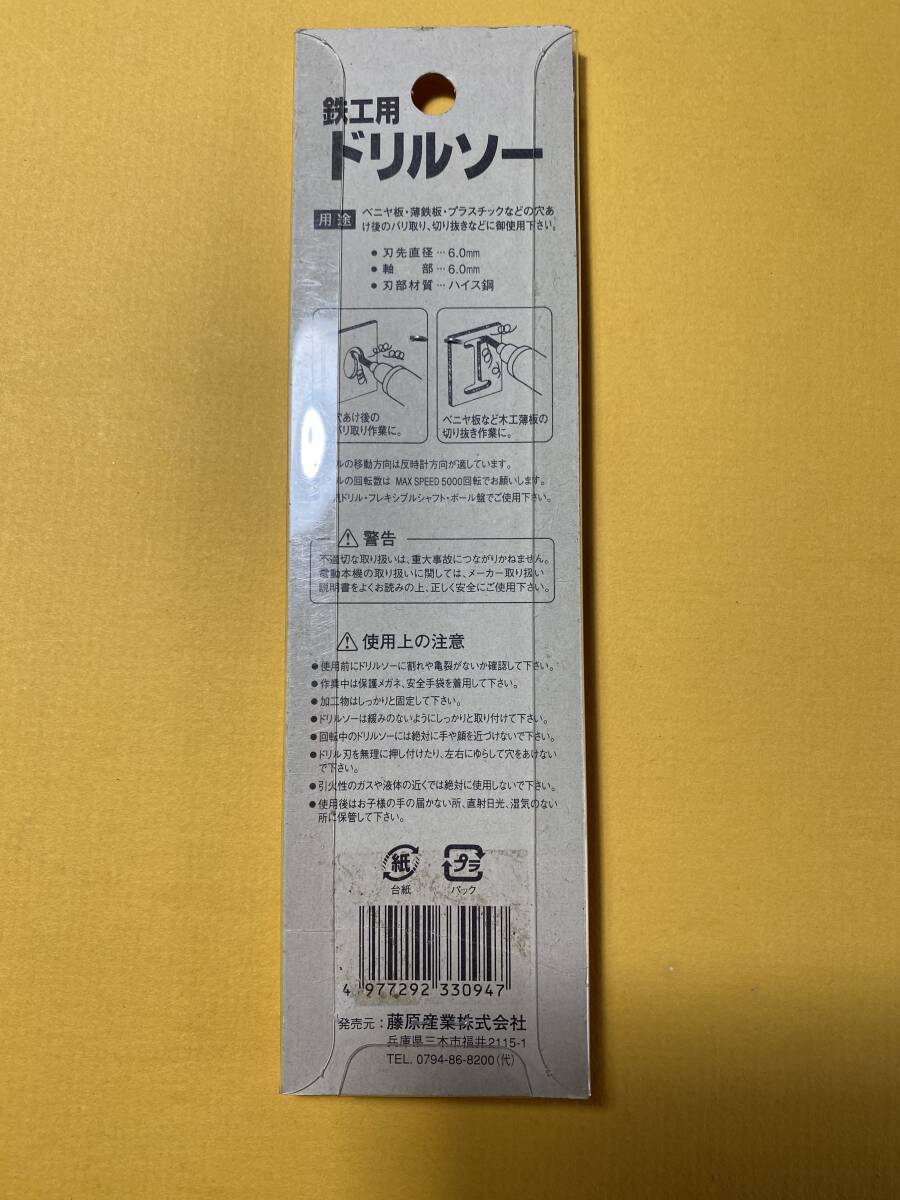 鉄工用
ドリルソー
用途
ベニヤ板・薄鉄板・プラスチックなどの穴あ
け後のバリ取り、切り抜きなどに御使用下さい。
●刃先直径…6.0mm
●軸　部…6.0mm
●刃部材質…ハイス鋼
穴あけ後の
バリ取り作業に。
ベニヤ板など木工薄板の
切り抜き作業に。
ルの移動方向は反時計方向が適しています。
ルの回転数は MAX SPEED 5000回転でお願いします。
ドリル・フレキシブルシャフト・ボール盤でご使用下さい。
⚠ 警告
不適切な取り扱いは、重大事故につながりかねません。
電動本機の取り扱いに関しては、メーカー取り扱い
説明書をよくお読みの上、正しく安全にご使用下さい。
⚠ 使用上の注意
●使用前にドリルソーに割れや亀裂がないか確認して下さい。
●作業中は保護メガネ、安全手袋を着用して下さい。
●加工物はしっかりと固定して下さい。
●ドリルソーは緩みのないようにしっかりと取り付けて下さい。
●回転中のドリルソーには絶対に手や顔を近づけないで下さい。
●ドリル刃を無理に押し付けたり、左右にゆらして穴をあけない
で下さい。
●引火性のガスや液体の近くでは絶対に使用しないで下さい。
●使用後はお子様の手の届かない所、直射日光、湿気のない
所に保管して下さい。
紙
台紙
プラ
パック
4 977292 330947
発売元：藤原産業株式会社
兵庫県三木市福井2115-1
TEL. 0794-86-8200（代）